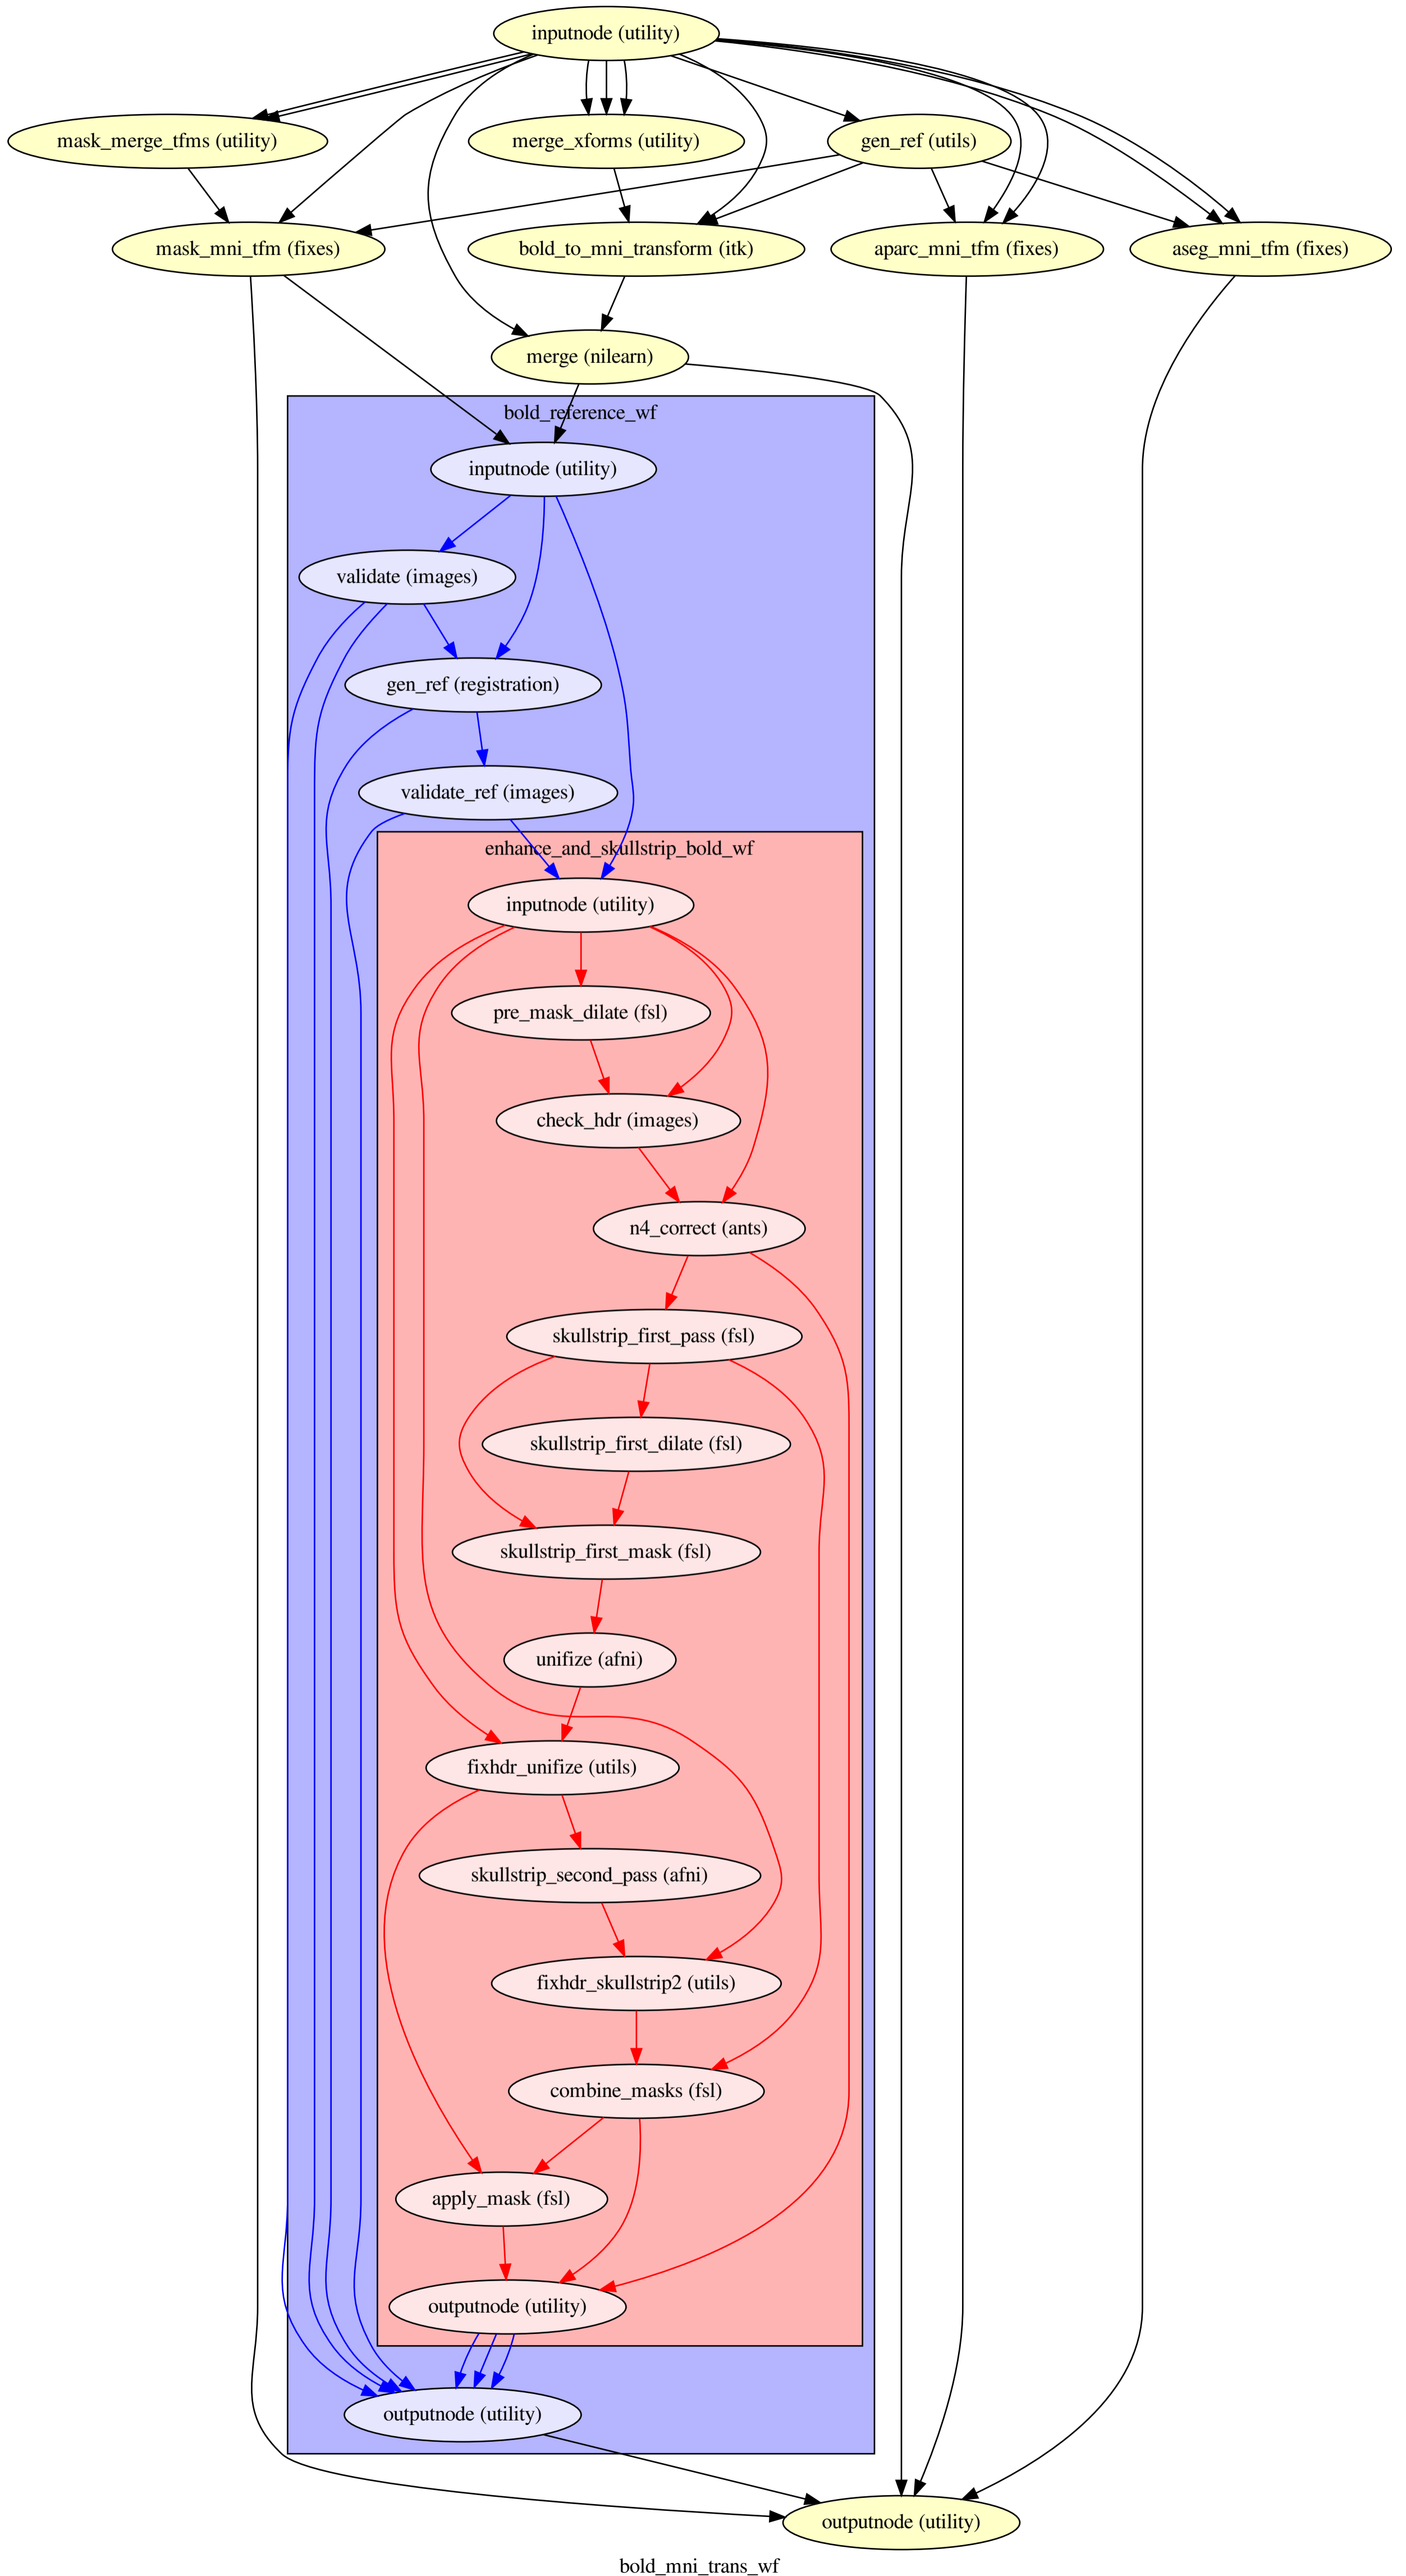 inputnode (utility)
mask_merge_tfms (utility)
merge_xforms (utility)
gen_ref (utils)
mask_mni_tfm (fixes)
bold_to_mni_transform (itk)
aparc_mni_tfm (fixes)
aseg_mni_tfm (fixes)
merge (nilearn)
bold_reference_wf
inputnode (utility)
validate (images)
gen_ref (registration)
validate_ref (images)
enhance_and_skullstrip_bold_wf
inputnode (utility)
pre_mask_dilate (fsl)
check_hdr (images)
n4_correct (ants)
skullstrip_first_pass (fsl)
skullstrip_first_dilate (fsl)
skullstrip_first_mask (fsl)
unifize (afni)
fixhdr_unifize (utils)
skullstrip_second_pass (afni)
fixhdr_skullstrip2 (utils)
combine_masks (fsl)
apply_mask (fsl)
outputnode (utility)
outputnode (utility)
outputnode (utility)
bold_mni_trans_wf